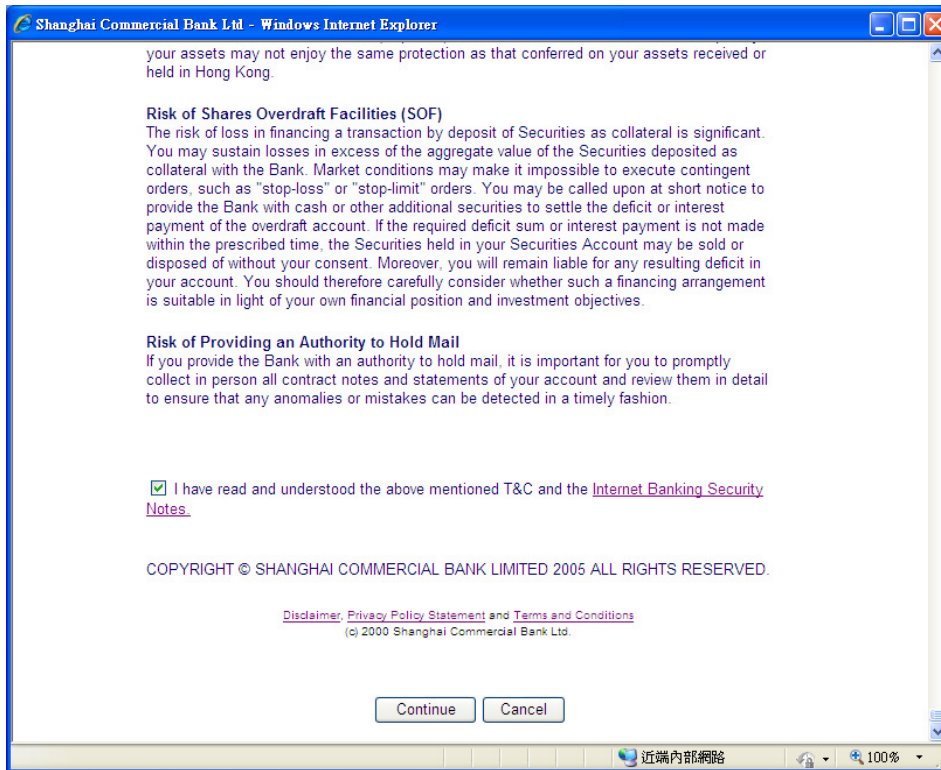 Shanghai Commercial Bank Ltd - Windows Internet Explorer
your assets may not enjoy the same protection as that conferred on your assets received or
held in Hong Kong.
Risk of Shares Overdraft Facilities (SOF)
The risk of loss in financing a transaction by deposit of Securities as collateral is significant.
You may sustain losses in excess of the aggregate value of the Securities deposited as
collateral with the Bank. Market conditions may make it impossible to execute contingent
orders, such as "stop-loss" or "stop-limit" orders. You may be called upon at short notice to
provide the Bank with cash or other additional securities to settle the deficit or interest
payment of the overdraft account. If the required deficit sum or interest payment is not made
within the prescribed time, the Securities held in your Securities Account may be sold or
disposed of without your consent. Moreover, you will remain liable for any resulting deficit in
your account. You should therefore carefully consider whether such a financing arrangement
is suitable in light of your own financial position and investment objectives.
Risk of Providing an Authority to Hold Mail
If you provide the Bank with an authority to hold mail, it is important for you to promptly
collect in person all contract notes and statements of your account and review them in detail
to ensure that any anomalies or mistakes can be detected in a timely fashion.
I have read and understood the above mentioned T&C and the Internet Banking Security
Notes.
COPYRIGHT © SHANGHAI COMMERCIAL BANK LIMITED 2005 ALL RIGHTS RESERVED.
Disclaimer, Privacy Policy Statement and Terms and Conditions
(c) 2000 Shanghai Commercial Bank Ltd.
Continue Cancel
近端內部網路 100%